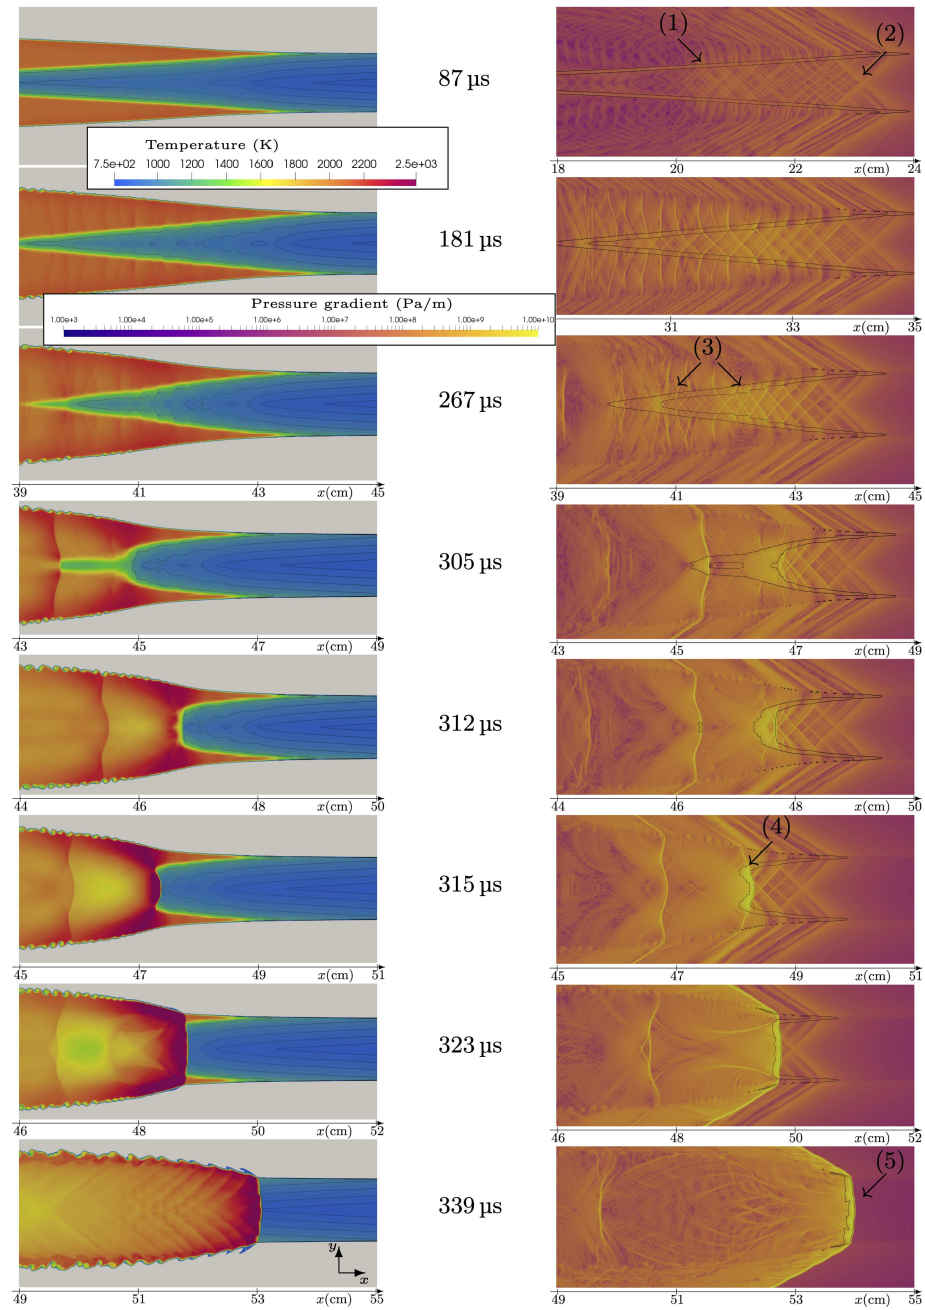 (1)
(2)
87 µs
Temperature (K)
7.5e+02 1000 1200 1400 1600 1800 2000 2200 2.5e+03
18 20 22 x(cm) 24
181 µs
Pressure gradient (Pa/m)
1.00e+3 1.00e+4 1.00e+5 1.00e+6 1.00e+7 1.00e+8 1.00e+9 1.00e+10
31 33 x(cm) 35
(3)
267 µs
39 41 43 x(cm) 45
39 41 43 x(cm) 45
305 µs
43 45 47 x(cm) 49
43 45 47 x(cm) 49
312 µs
44 46 48 x(cm) 50
44 46 48 x(cm) 50
(4)
315 µs
45 47 49 x(cm) 51
45 47 49 x(cm) 51
323 µs
46 48 50 x(cm) 52
46 48 50 x(cm) 52
(5)
339 µs
y
x
49 51 53 x(cm) 55
49 51 53 x(cm) 55